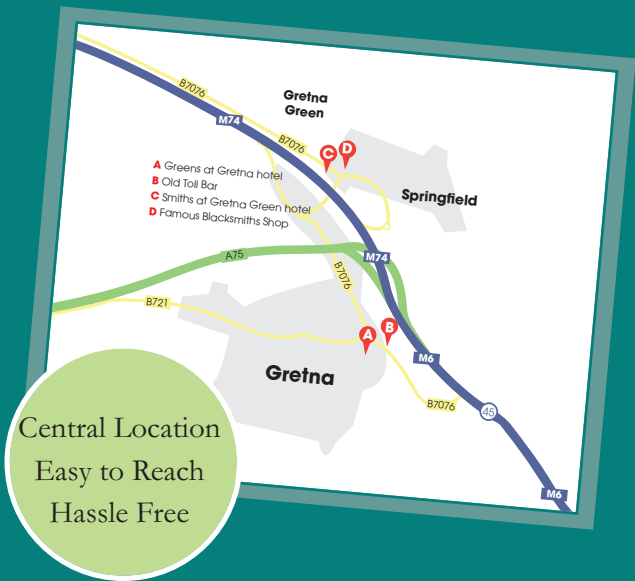 B7076
Gretna
Green
M74
B7076
C D
A Greens at Gretna hotel
B Old Toll Bar
C Smiths at Gretna Green hotel
D Famous Blacksmiths Shop
Springfield
A75
M74
B7076
B721
A B
Gretna
M6
B7076
45
M6
Central Location
Easy to Reach
Hassle Free